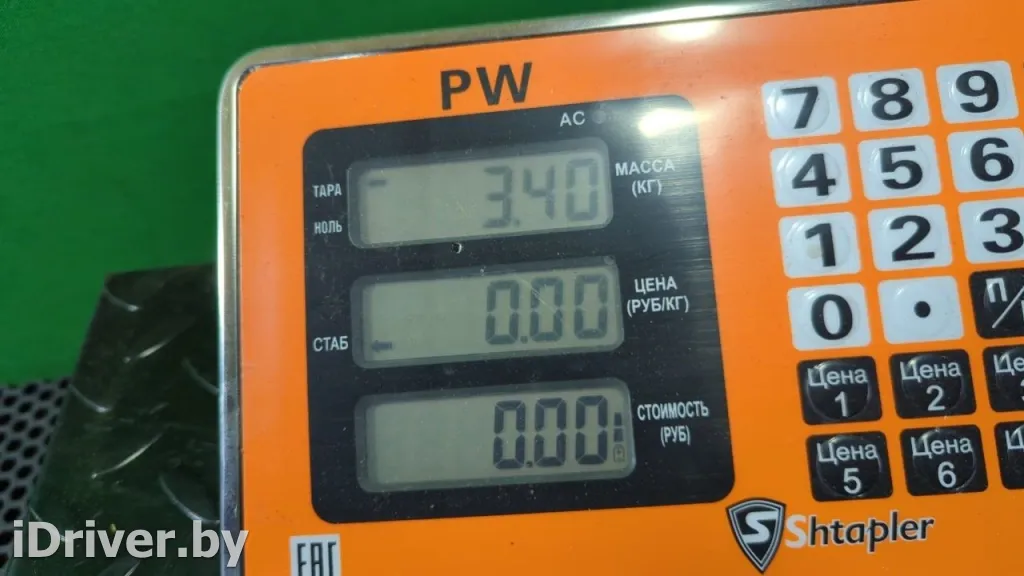 PW
AC
ТАРА
НОЛЬ
3.40
МАССА
(КГ)
СТАБ
0.00
ЦЕНА
(РУБ/КГ)
0.00
СТОИМОСТЬ
(РУБ)
7 8 9
4 5 6
1 2 3
0 . П/
Цена 1
Цена 2
Цена 5
Цена 6
S Shtapler
EAC
iDriver.by